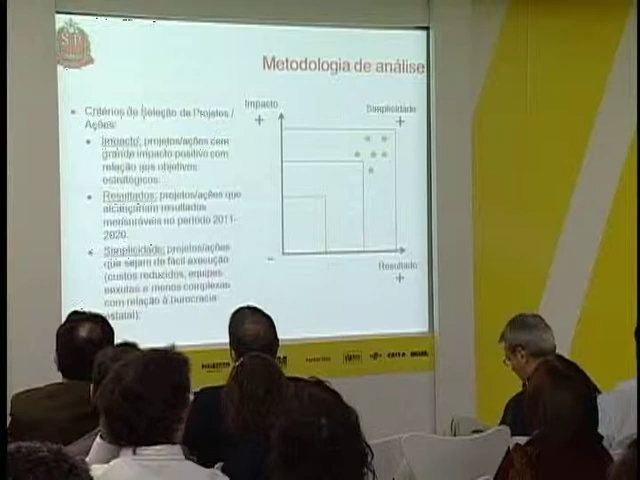 Metodologia de análise
Critérios de Seleção de Projetos /
Ações:
Impacto: projetos/ações com
grande impacto positivo com
relação aos objetivos
estratégicos.
Resultados: projetos/ações que
alcançariam resultados
mensuráveis no período 2011-
2020.
Simplicidade: projetos/ações
que sejam de fácil execução
(custos reduzidos, equipes
enxutas e menos complexas
com relação à burocracia
estatal).
Impacto
+
Simplicidade
+
–
Resultado
+